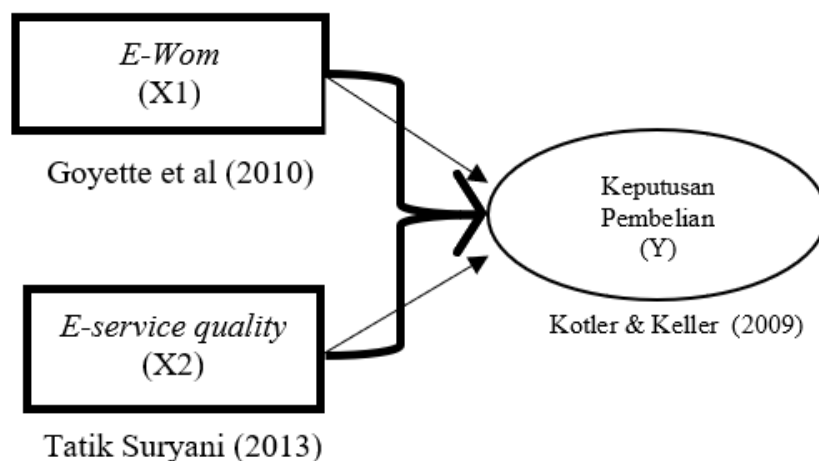 E-Wom
(X1)
Goyette et al (2010)
Keputusan
Pembelian
(Y)
Kotler & Keller (2009)
E-service quality
(X2)
Tatik Suryani (2013)